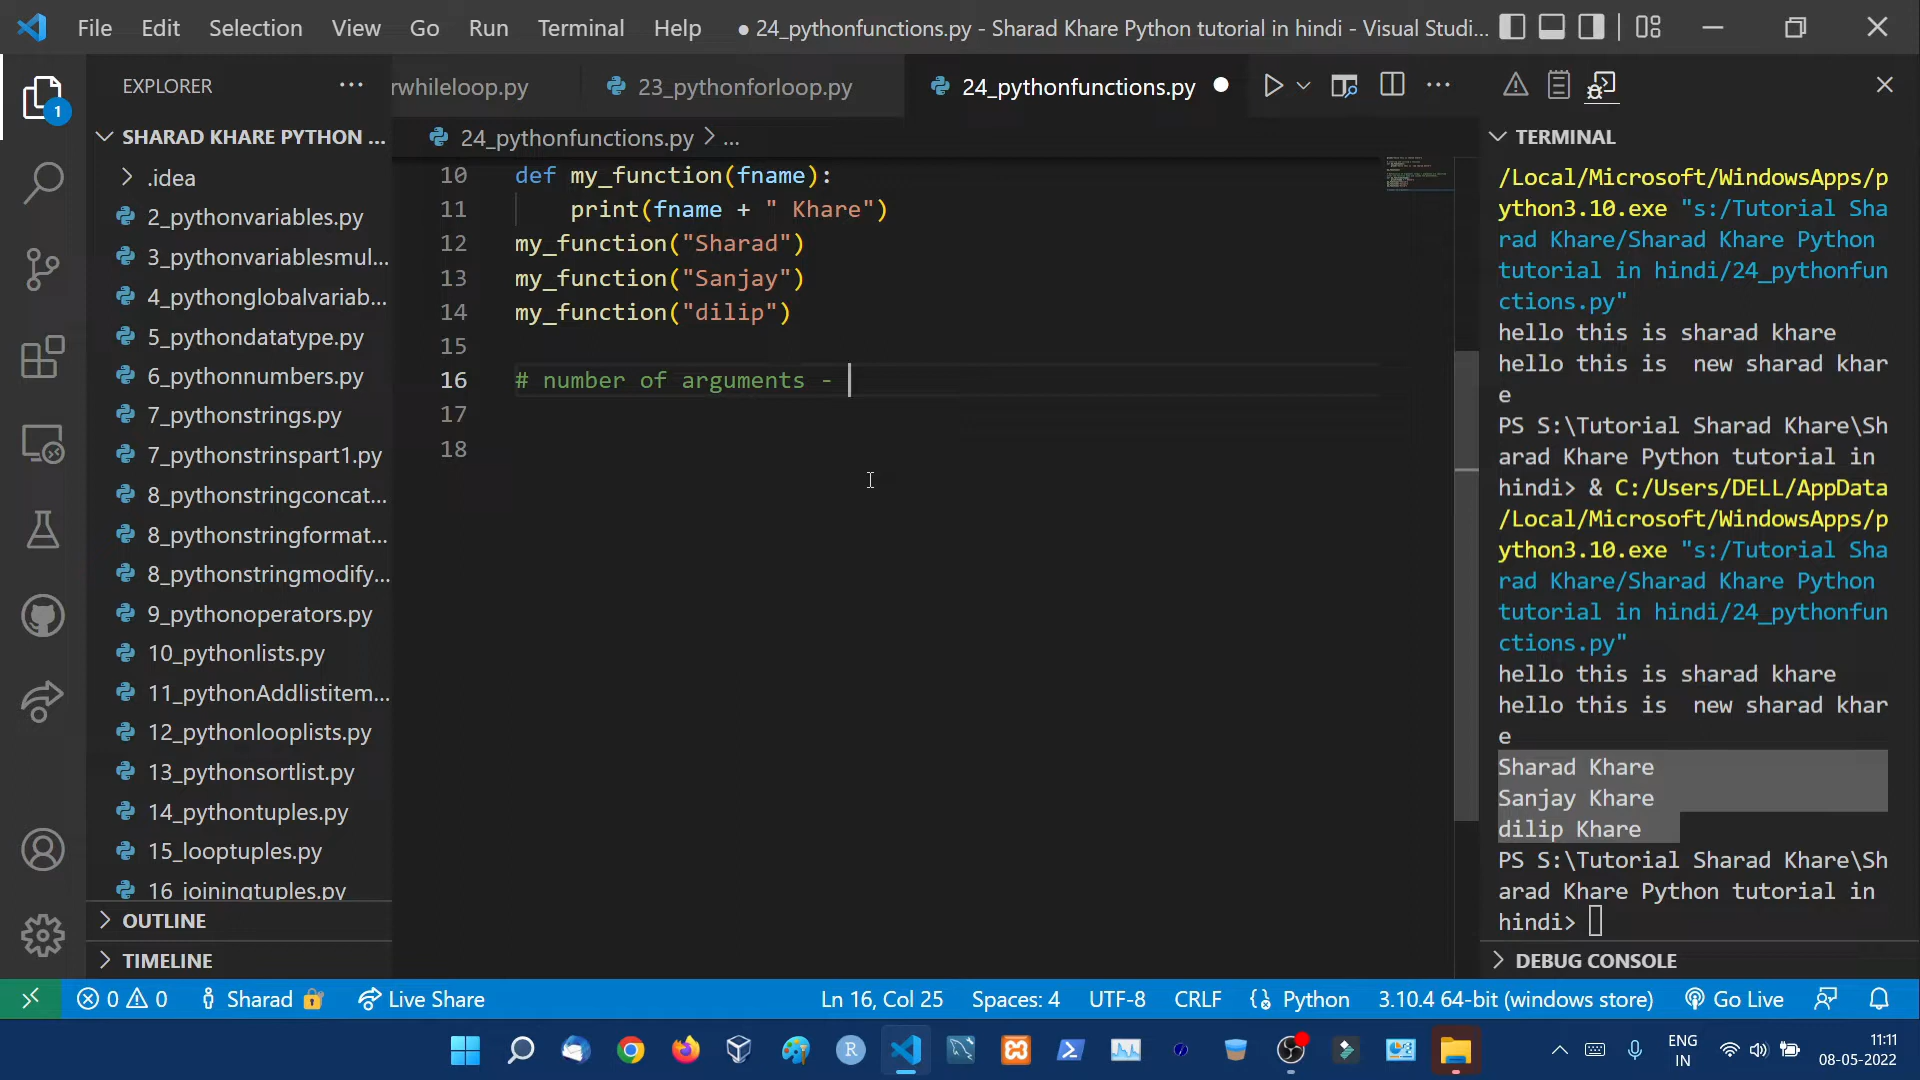 File Edit Selection View Go Run Terminal Help ● 24_pythonfunctions.py - Sharad Khare Python tutorial in hindi - Visual Studi...
EXPLORER ...
rwhileloop.py 23_pythonforloop.py 24_pythonfunctions.py
1
SHARAD KHARE PYTHON ...
.idea
2_pythonvariables.py
3_pythonvariablesmul...
4_pythonglobalvariab...
5_pythondatatype.py
6_pythonnumbers.py
7_pythonstrings.py
7_pythonstrinspart1.py
8_pythonstringconcat...
8_pythonstringformat...
8_pythonstringmodify...
9_pythonoperators.py
10_pythonlists.py
11_pythonAddlistitem...
12_pythonlooplists.py
13_pythonsortlist.py
14_pythontuples.py
15_looptuples.py
16_joiningtuples.py
OUTLINE
TIMELINE
24_pythonfunctions.py > ...
10 def my_function(fname):
11 print(fname + " Khare")
12 my_function("Sharad")
13 my_function("Sanjay")
14 my_function("dilip")
15
16 # number of arguments -
17
18
TERMINAL
/Local/Microsoft/WindowsApps/p
ython3.10.exe "s:/Tutorial Sha
rad Khare/Sharad Khare Python
tutorial in hindi/24_pythonfun
ctions.py"
hello this is sharad khare
hello this is  new sharad khar
e
PS S:\Tutorial Sharad Khare\Sh
arad Khare Python tutorial in
hindi> & C:/Users/DELL/AppData
/Local/Microsoft/WindowsApps/p
ython3.10.exe "s:/Tutorial Sha
rad Khare/Sharad Khare Python
tutorial in hindi/24_pythonfun
ctions.py"
hello this is sharad khare
hello this is  new sharad khar
e
Sharad Khare
Sanjay Khare
dilip Khare
PS S:\Tutorial Sharad Khare\Sh
arad Khare Python tutorial in
hindi>
DEBUG CONSOLE
0 0 Sharad Live Share Ln 16, Col 25 Spaces: 4 UTF-8 CRLF Python 3.10.4 64-bit (windows store) Go Live
R
ENG
IN
11:11
08-05-2022